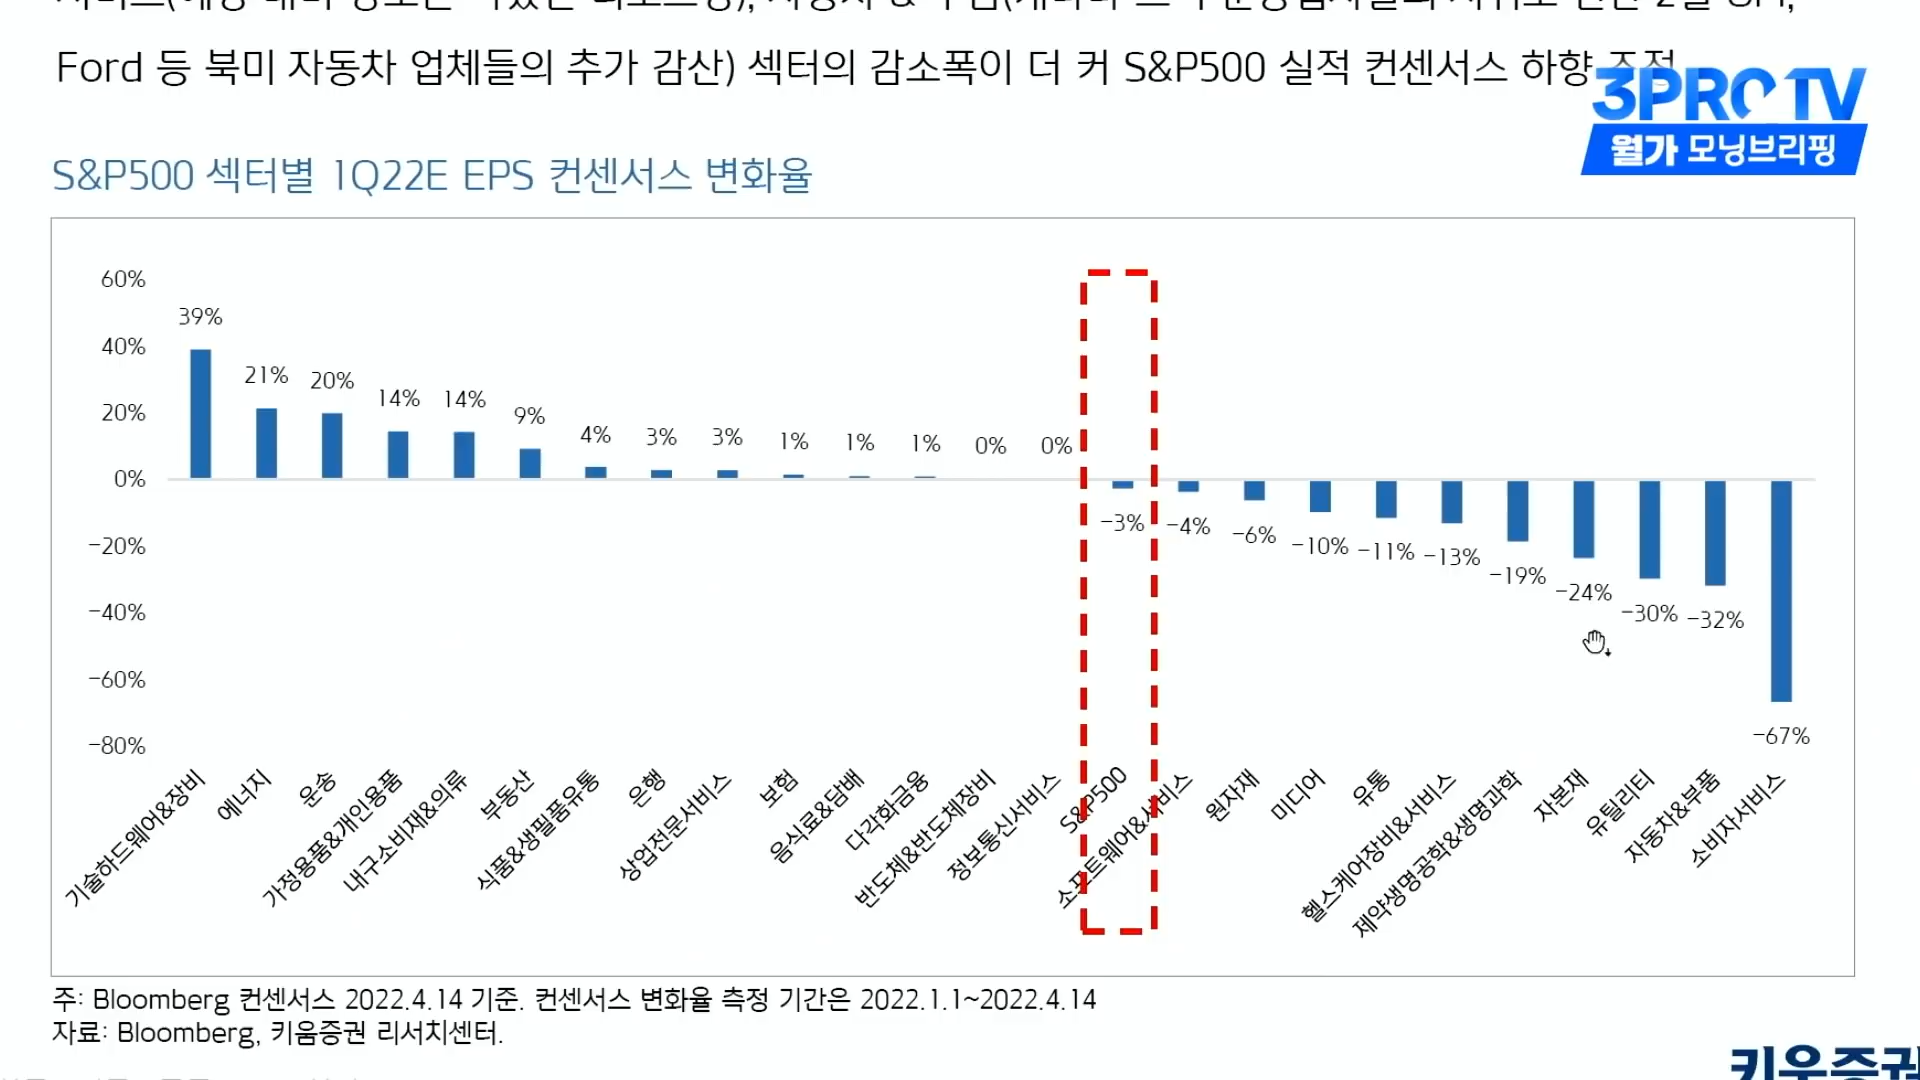 Ford 등 북미 자동차 업체들의 추가 감산) 섹터의 감소폭이 더 커 S&P500 실적 컨센서스 하향
3PRO TV
월가 모닝브리핑
S&P500 섹터별 1Q22E EPS 컨센서스 변화율
60%
40%
20%
0%
-20%
-40%
-60%
-80%
39%
21%
20%
14%
14%
9%
4%
3%
3%
1%
1%
1%
0%
0%
-3%
-4%
-6%
-10%
-11%
-13%
-19%
-24%
-30%
-32%
-67%
기술하드웨어&장비
에너지
운송
가정용품&개인용품
내구소비재&의류
부동산
식품&생필품유통
은행
상업전문서비스
보험
음식료&담배
다각화금융
반도체&반도체장비
정보통신서비스
S&P500
소프트웨어&서비스
원자재
미디어
유통
헬스케어장비&서비스
제약생명공학&생명과학
자본재
유틸리티
자동차&부품
소비자서비스
주: Bloomberg 컨센서스 2022.4.14 기준. 컨센서스 변화율 측정 기간은 2022.1.1~2022.4.14
자료: Bloomberg, 키움증권 리서치센터.
키움증권